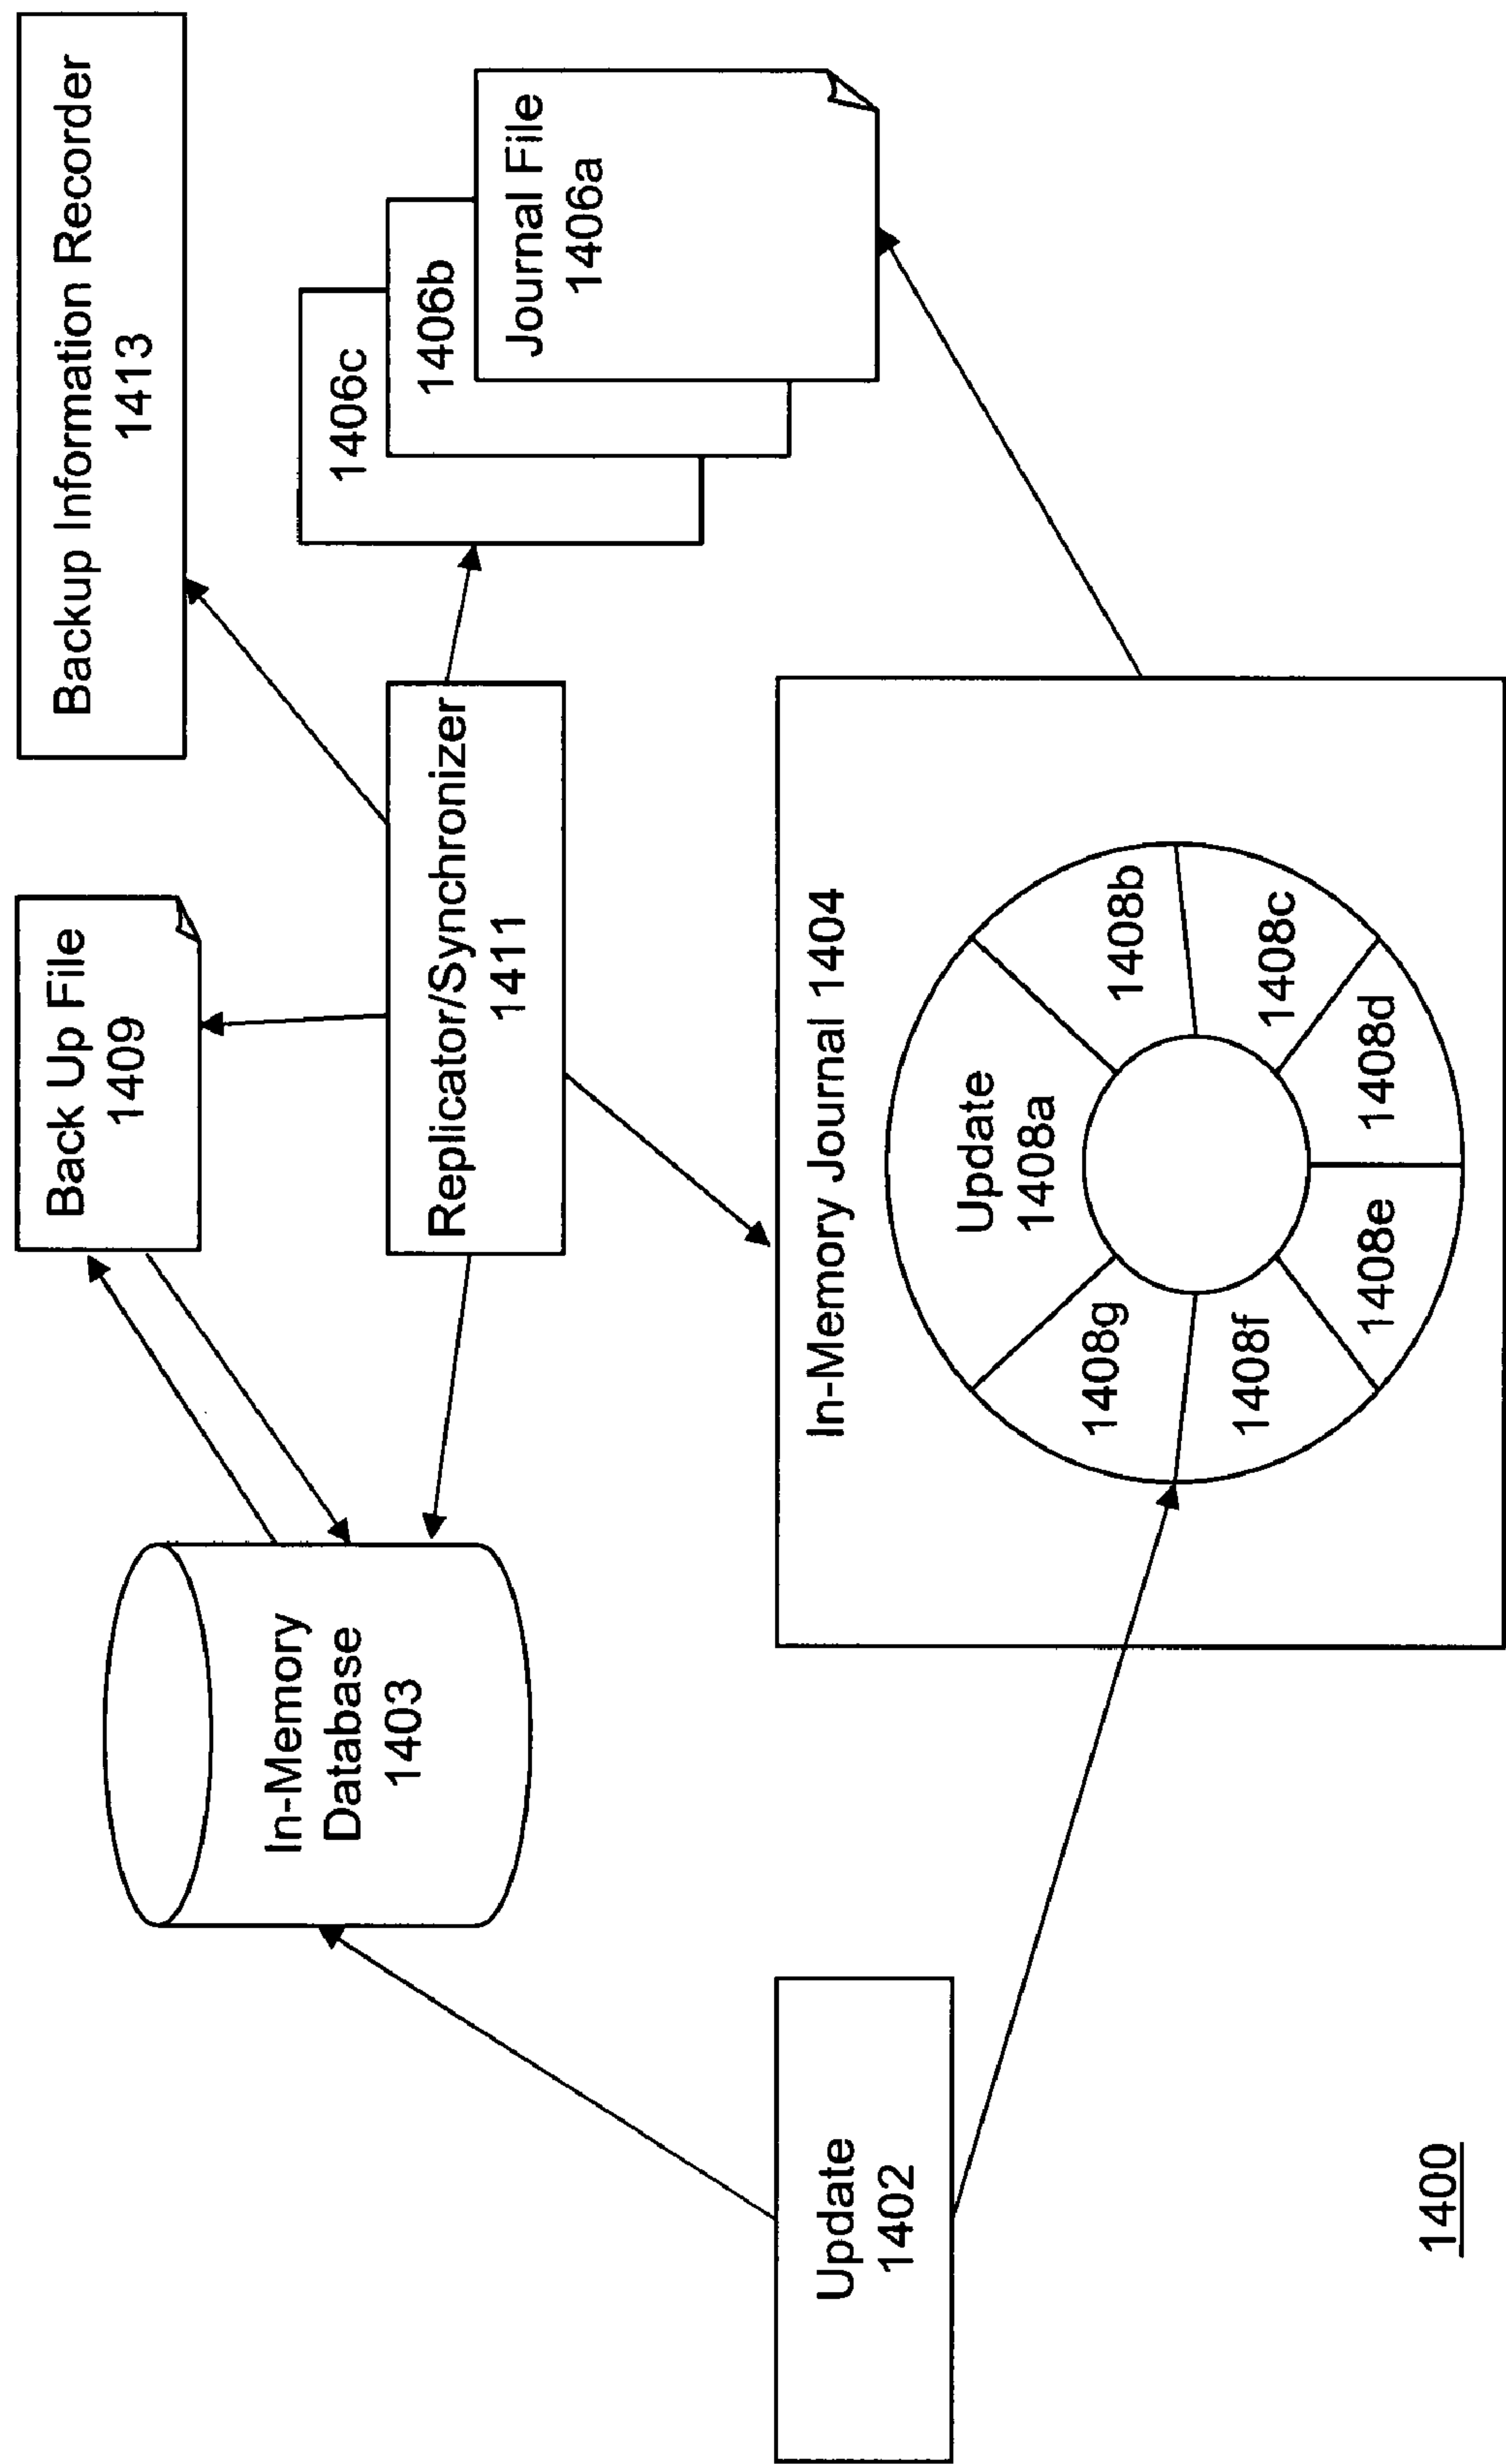 Backup Information Recorder
1413
Back Up File
1409
In-Memory
Database
1403
Replicator/Synchronizer
1411
1406c
1406b
Journal File
1406a
Update
1402
In-Memory Journal 1404
Update
1408a
1408b
1408c
1408d
1408e
1408f
1408g
1400